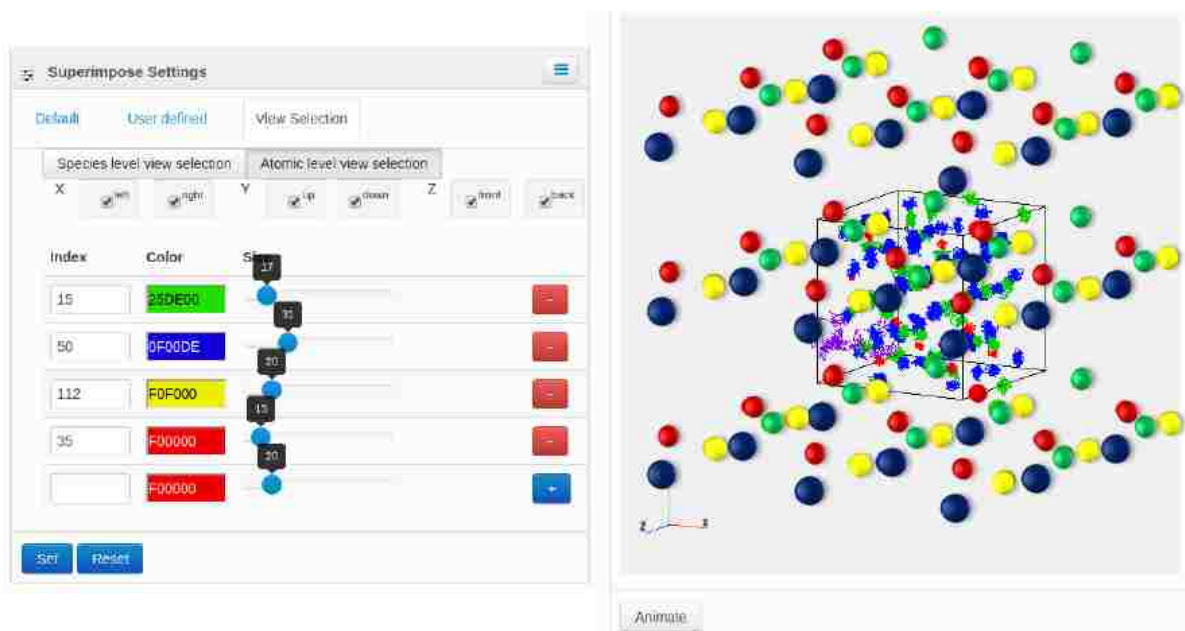 Superimpose Settings
Default User defined View Selection
Species level view selection Atomic level view selection
X left right Y up down Z front back
Index Color
17
15 25DE00 -
50 0F00DE -
20
112 F0F000 -
15
35 F00000 -
20
F00000 +
Set Reset
Z X
Animate